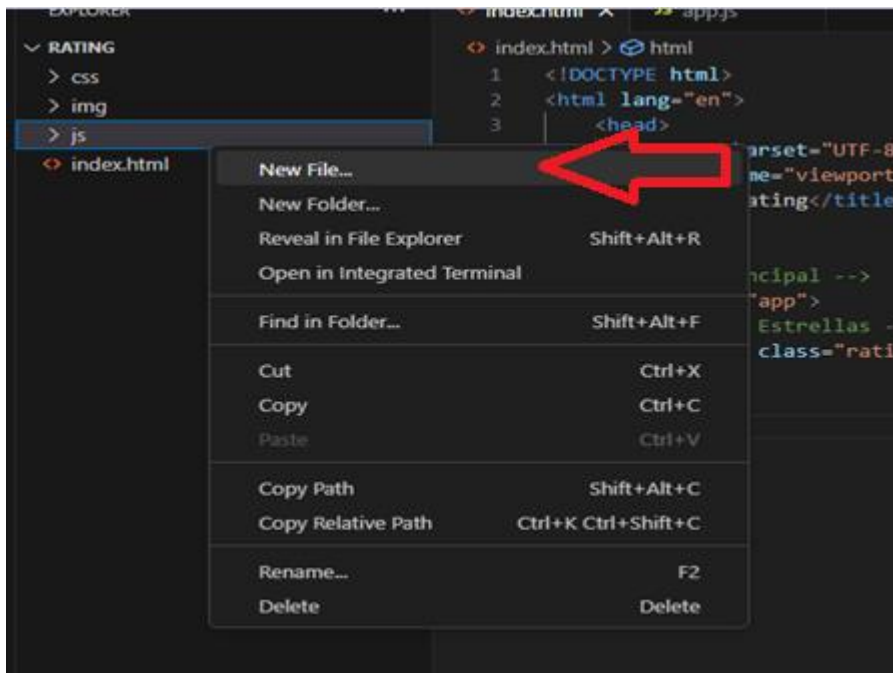 EXPLORER
RATING
css
img
js
index.html
index.html
app.js
index.html > html
1 <!DOCTYPE html>
2 <html lang="en">
3 <head>
arset="UTF-8
me="viewport
ating</title
ncipal -->
"app">
Estrellas -
class="rati
New File...
New Folder...
Reveal in File Explorer Shift+Alt+R
Open in Integrated Terminal
Find in Folder... Shift+Alt+F
Cut Ctrl+X
Copy Ctrl+C
Paste Ctrl+V
Copy Path Shift+Alt+C
Copy Relative Path Ctrl+K Ctrl+Shift+C
Rename... F2
Delete Delete